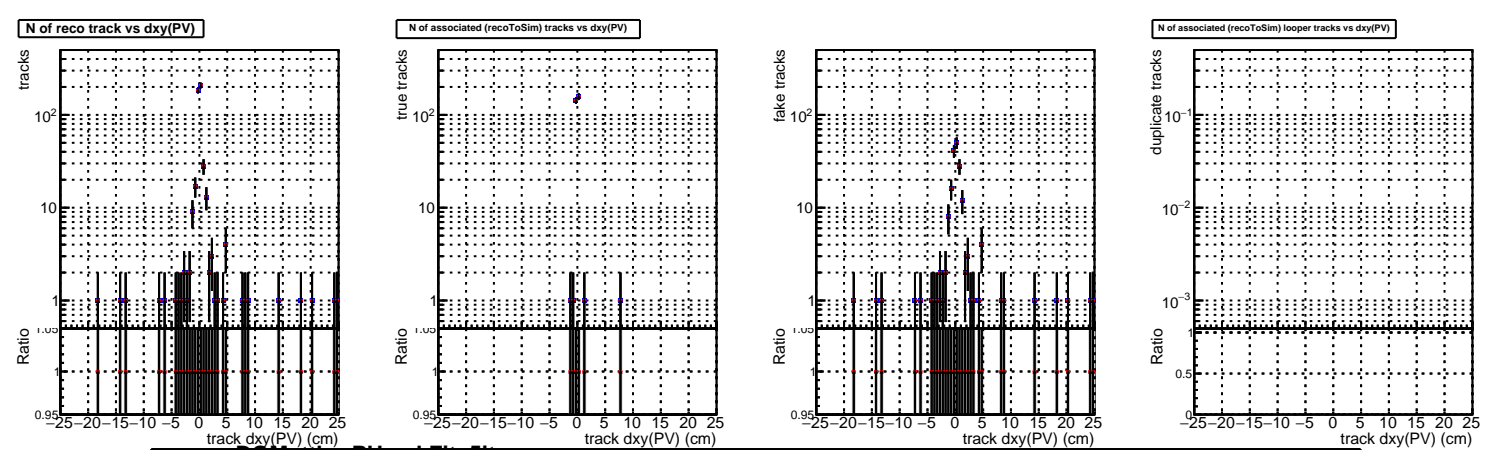 N of reco track vs dxy(PV)
tracks
10²
10
1
1.05
Ratio
1
0.95
−25 −20 −15 −10 −5 0 5 10 15 20 25
track dxy(PV) (cm)
N of associated (recoToSim) tracks vs dxy(PV)
true tracks
10²
10
1
1.05
Ratio
1
0.95
−25 −20 −15 −10 −5 0 5 10 15 20 25
track dxy(PV) (cm)
fake tracks
10²
10
1
1.05
Ratio
1
0.95
−25 −20 −15 −10 −5 0 5 10 15 20 25
track dxy(PV) (cm)
N of associated (recoToSim) looper tracks vs dxy(PV)
duplicate tracks
10⁻¹
10⁻²
10⁻³
Ratio
1
0.5
0
−25 −20 −15 −10 −5 0 5 10 15 20 25
track dxy(PV) (cm)